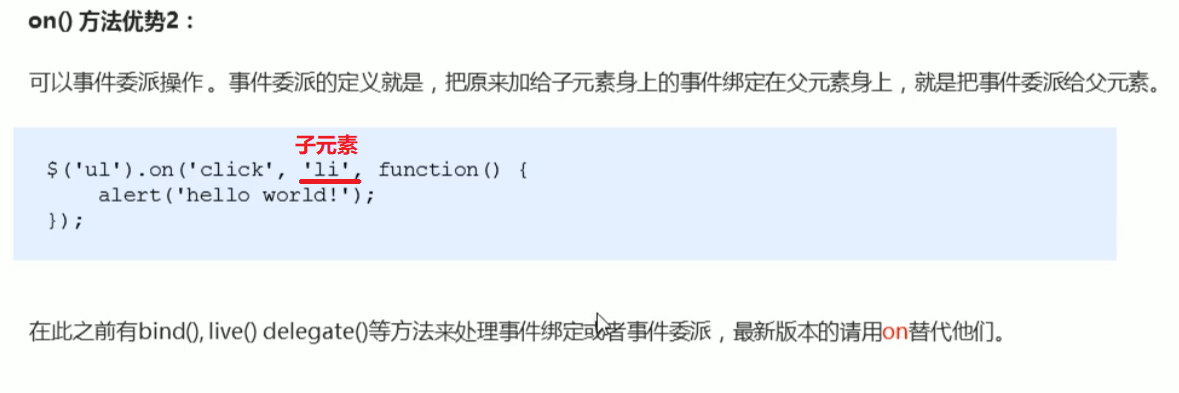 on() 方法优势2：
可以事件委派操作 。事件委派的定义就是，把原来加给子元素身上的事件绑定在父元素身上，就是把事件委派给父元素。
子元素
$('ul').on('click', 'li', function() {
    alert('hello world!');
});
在此之前有bind(), live() delegate()等方法来处理事件绑定或者事件委派，最新版本的请用on替代他们。